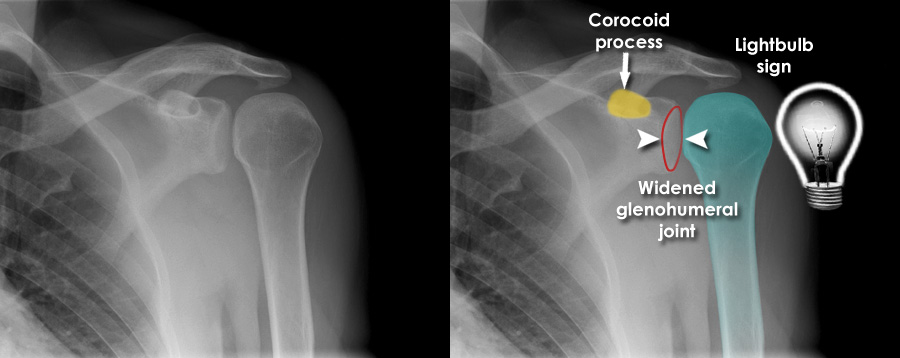 Corocoid
process
Lightbulb
sign
Widened
glenohumeral
joint